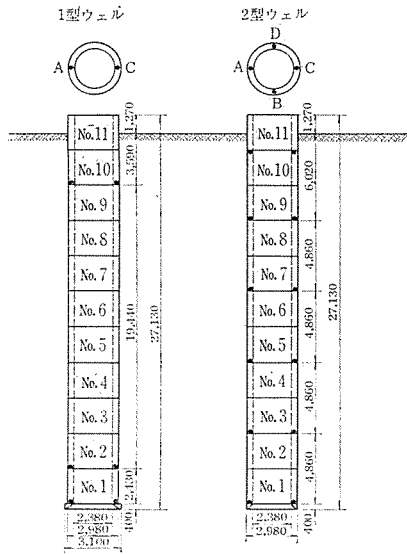 1型ウェル
A
C
1,270
No.11
No.10
3,590
No.9
No.8
No.7
No.6
No.5
19,440
27,130
No.4
No.3
No.2
No.1
2,430
400
2,380
2,980
3,100
2型ウェル
D
A
C
B
1,270
No.11
No.10
6,020
No.9
No.8
4,860
No.7
No.6
4,860
27,130
No.5
No.4
4,860
No.3
No.2
4,860
No.1
400
2,380
2,980